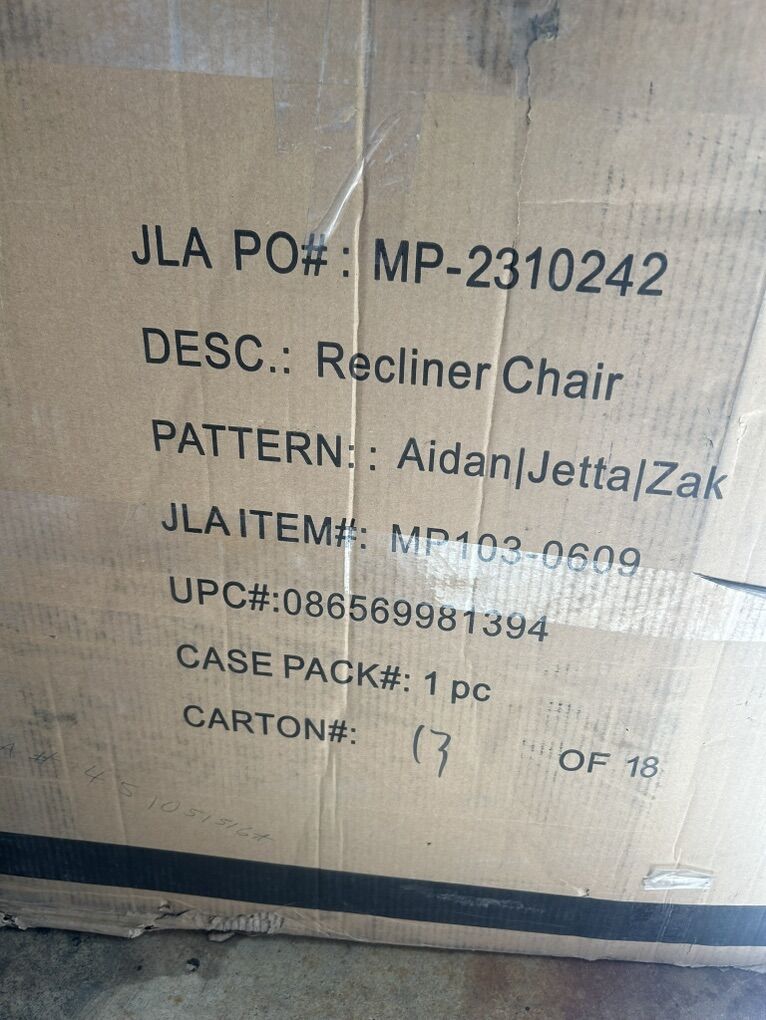 JLA PO# : MP-2310242
DESC.: Recliner Chair
PATTERN: : Aidan|Jetta|Zak
JLA ITEM#: MP103-0609
UPC#:086569981394
CASE PACK#: 1 pc
CARTON#: 13 OF 18